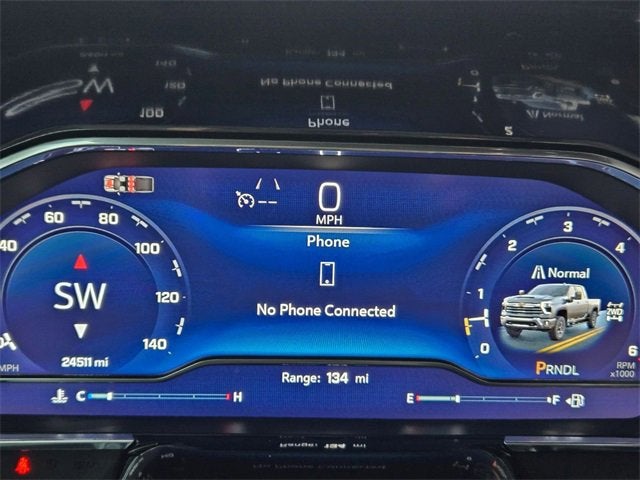 0
MPH
Phone
No Phone Connected
Range: 134 mi
40 60 80 100 120 140
SW
24511 mi
MPH
C H
E F
0 1 2 3 4 6
Normal
2WD
PRNDL
RPM
x1000